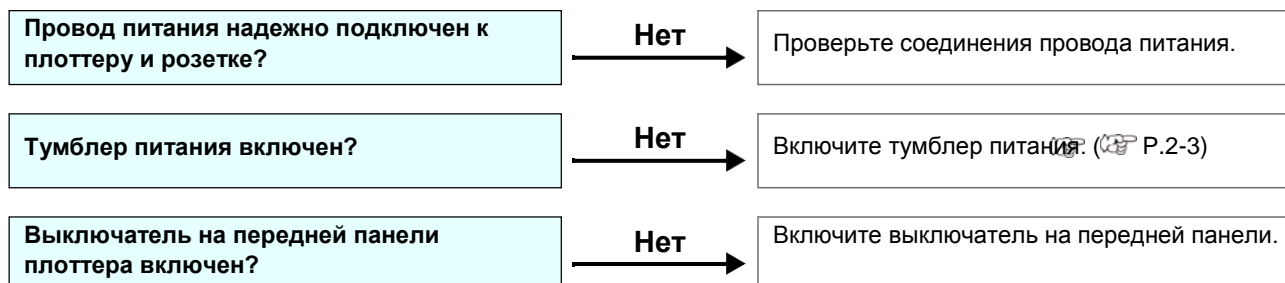 Провод питания надежно подключен к
плоттеру и розетке?
Нет
Проверьте соединения провода питания.
Тумблер питания включен?
Нет
Включите тумблер питания. (☞ P.2-3)
Выключатель на передней панели
плоттера включен?
Нет
Включите выключатель на передней панели.